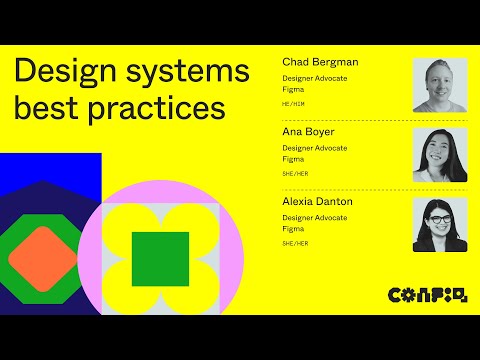 Design systems
best practices
Chad Bergman
Designer Advocate
Figma
HE/HIM
Ana Boyer
Designer Advocate
Figma
SHE/HER
Alexia Danton
Designer Advocate
Figma
SHE/HER
CONFIG